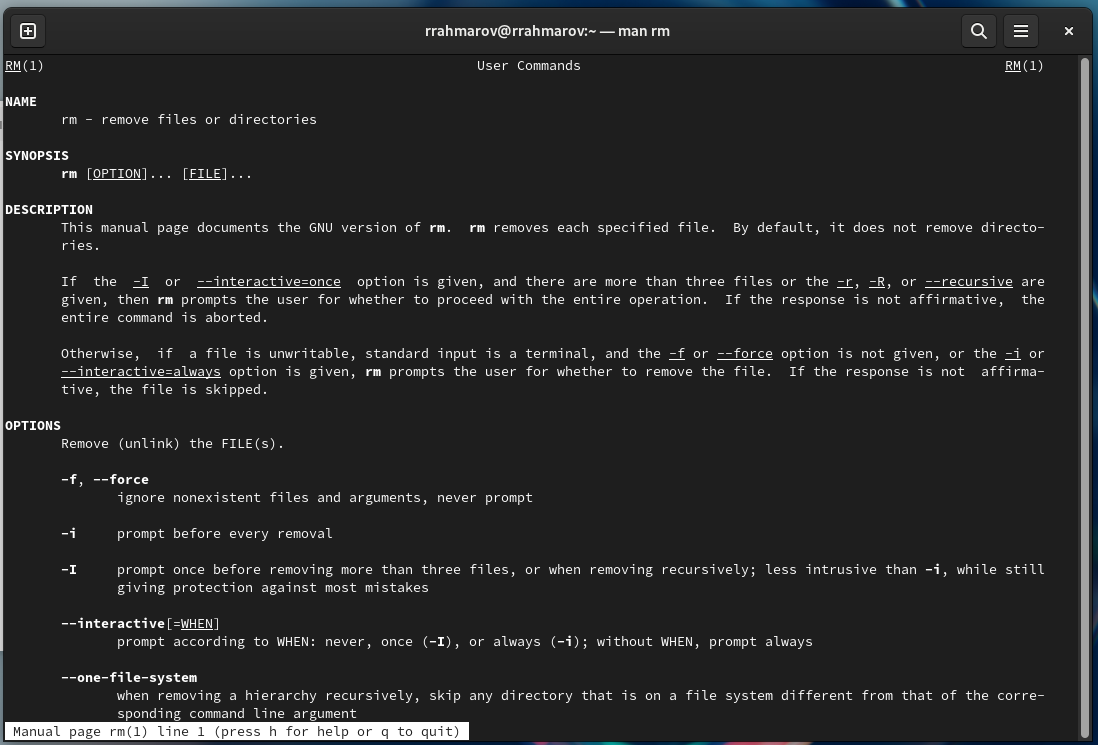 rrahmarov@rrahmarov:~ — man rm
RM(1) User Commands RM(1)
NAME
rm - remove files or directories
SYNOPSIS
rm [OPTION]... [FILE]...
DESCRIPTION
This manual page documents the GNU version of rm.  rm removes each specified file.  By default, it does not remove directo-
ries.
If  the  -I  or  --interactive=once  option is given, and there are more than three files or the -r, -R, or --recursive are
given, then rm prompts the user for whether to proceed with the entire operation.  If the response is not affirmative,  the
entire command is aborted.
Otherwise,  if  a file is unwritable, standard input is a terminal, and the -f or --force option is not given, or the -i or
--interactive=always option is given, rm prompts the user for whether to remove the file.  If the response is not  affirma-
tive, the file is skipped.
OPTIONS
Remove (unlink) the FILE(s).
-f, --force
ignore nonexistent files and arguments, never prompt
-i     prompt before every removal
-I     prompt once before removing more than three files, or when removing recursively; less intrusive than -i, while still
giving protection against most mistakes
--interactive[=WHEN]
prompt according to WHEN: never, once (-I), or always (-i); without WHEN, prompt always
--one-file-system
when removing a hierarchy recursively, skip any directory that is on a file system different from that of the corre-
sponding command line argument
Manual page rm(1) line 1 (press h for help or q to quit)